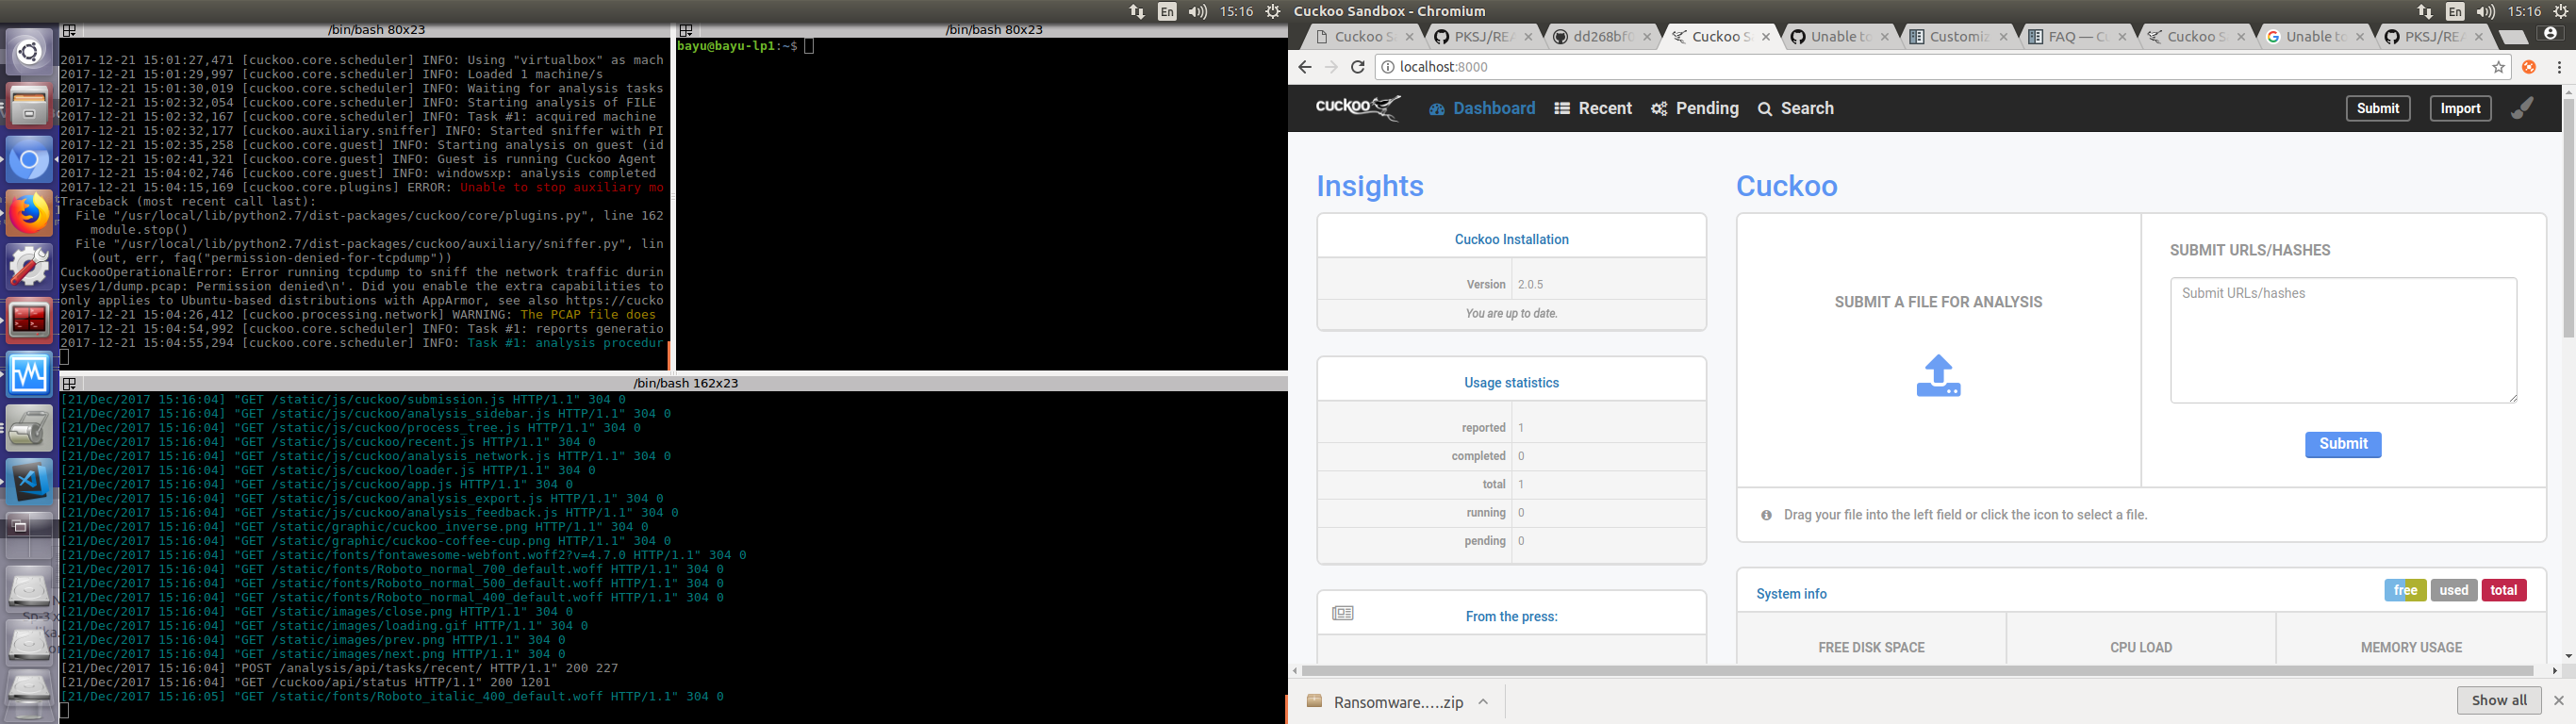 En 15:16
/bin/bash 80x23
2017-12-21 15:01:27,471 [cuckoo.core.scheduler] INFO: Using "virtualbox" as mach
2017-12-21 15:01:29,997 [cuckoo.core.scheduler] INFO: Loaded 1 machine/s
2017-12-21 15:01:30,019 [cuckoo.core.scheduler] INFO: Waiting for analysis tasks
2017-12-21 15:02:32,054 [cuckoo.core.scheduler] INFO: Starting analysis of FILE
2017-12-21 15:02:32,167 [cuckoo.core.scheduler] INFO: Task #1: acquired machine
2017-12-21 15:02:32,177 [cuckoo.auxiliary.sniffer] INFO: Started sniffer with PI
2017-12-21 15:02:35,258 [cuckoo.core.guest] INFO: Starting analysis on guest (id
2017-12-21 15:02:41,321 [cuckoo.core.guest] INFO: Guest is running Cuckoo Agent
2017-12-21 15:04:02,746 [cuckoo.core.guest] INFO: windowsxp: analysis completed
2017-12-21 15:04:15,169 [cuckoo.core.plugins] ERROR: Unable to stop auxiliary mo
Traceback (most recent call last):
File "/usr/local/lib/python2.7/dist-packages/cuckoo/core/plugins.py", line 162
module.stop()
File "/usr/local/lib/python2.7/dist-packages/cuckoo/auxiliary/sniffer.py", lin
(out, err, faq("permission-denied-for-tcpdump"))
CuckooOperationalError: Error running tcpdump to sniff the network traffic durin
yses/1/dump.pcap: Permission denied\n'. Did you enable the extra capabilities to
only applies to Ubuntu-based distributions with AppArmor, see also https://cucko
2017-12-21 15:04:26,412 [cuckoo.processing.network] WARNING: The PCAP file does
2017-12-21 15:04:54,992 [cuckoo.core.scheduler] INFO: Task #1: reports generatio
2017-12-21 15:04:55,294 [cuckoo.core.scheduler] INFO: Task #1: analysis procedur
/bin/bash 80x23
bayu@bayu-lp1:~$
/bin/bash 162x23
[21/Dec/2017 15:16:04] "GET /static/js/cuckoo/submission.js HTTP/1.1" 304 0
[21/Dec/2017 15:16:04] "GET /static/js/cuckoo/analysis_sidebar.js HTTP/1.1" 304 0
[21/Dec/2017 15:16:04] "GET /static/js/cuckoo/process_tree.js HTTP/1.1" 304 0
[21/Dec/2017 15:16:04] "GET /static/js/cuckoo/recent.js HTTP/1.1" 304 0
[21/Dec/2017 15:16:04] "GET /static/js/cuckoo/analysis_network.js HTTP/1.1" 304 0
[21/Dec/2017 15:16:04] "GET /static/js/cuckoo/loader.js HTTP/1.1" 304 0
[21/Dec/2017 15:16:04] "GET /static/js/cuckoo/app.js HTTP/1.1" 304 0
[21/Dec/2017 15:16:04] "GET /static/js/cuckoo/analysis_export.js HTTP/1.1" 304 0
[21/Dec/2017 15:16:04] "GET /static/js/cuckoo/analysis_feedback.js HTTP/1.1" 304 0
[21/Dec/2017 15:16:04] "GET /static/graphic/cuckoo_inverse.png HTTP/1.1" 304 0
[21/Dec/2017 15:16:04] "GET /static/graphic/cuckoo-coffee-cup.png HTTP/1.1" 304 0
[21/Dec/2017 15:16:04] "GET /static/fonts/fontawesome-webfont.woff2?v=4.7.0 HTTP/1.1" 304 0
[21/Dec/2017 15:16:04] "GET /static/fonts/Roboto_normal_700_default.woff HTTP/1.1" 304 0
[21/Dec/2017 15:16:04] "GET /static/fonts/Roboto_normal_500_default.woff HTTP/1.1" 304 0
[21/Dec/2017 15:16:04] "GET /static/fonts/Roboto_normal_400_default.woff HTTP/1.1" 304 0
[21/Dec/2017 15:16:04] "GET /static/images/close.png HTTP/1.1" 304 0
[21/Dec/2017 15:16:04] "GET /static/images/loading.gif HTTP/1.1" 304 0
[21/Dec/2017 15:16:04] "GET /static/images/prev.png HTTP/1.1" 304 0
[21/Dec/2017 15:16:04] "GET /static/images/next.png HTTP/1.1" 304 0
[21/Dec/2017 15:16:04] "POST /analysis/api/tasks/recent/ HTTP/1.1" 200 227
[21/Dec/2017 15:16:04] "GET /cuckoo/api/status HTTP/1.1" 200 1201
[21/Dec/2017 15:16:05] "GET /static/fonts/Roboto_italic_400_default.woff HTTP/1.1" 304 0
Cuckoo Sandbox - Chromium En 15:16
Cuckoo S PKSJ/REA dd268bf Cuckoo S Unable to Customiz FAQ — C Cuckoo S Unable to PKSJ/REA
localhost:8000
cuckoo Dashboard Recent Pending Search Submit Import
Insights
Cuckoo Installation
Version 2.0.5
You are up to date.
Usage statistics
reported 1
completed 0
total 1
running 0
pending 0
From the press:
Cuckoo
SUBMIT A FILE FOR ANALYSIS
SUBMIT URLS/HASHES
Submit URLs/hashes
Submit
Drag your file into the left field or click the icon to select a file.
System info free used total
FREE DISK SPACE CPU LOAD MEMORY USAGE
Ransomware.....zip Show all